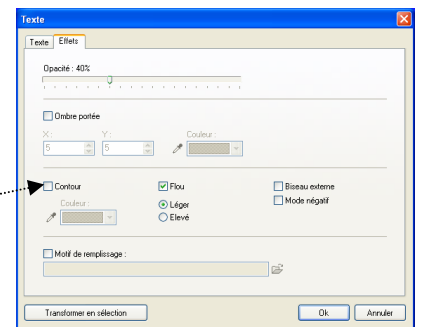 Texte
Texte Effets
Opacité : 40%
Ombre portée
X : Y : Couleur :
5 5
Contour Flou Biseau externe
Couleur : Léger Mode négatif
Elevé
Motif de remplissage :
Transformer en sélection Ok Annuler